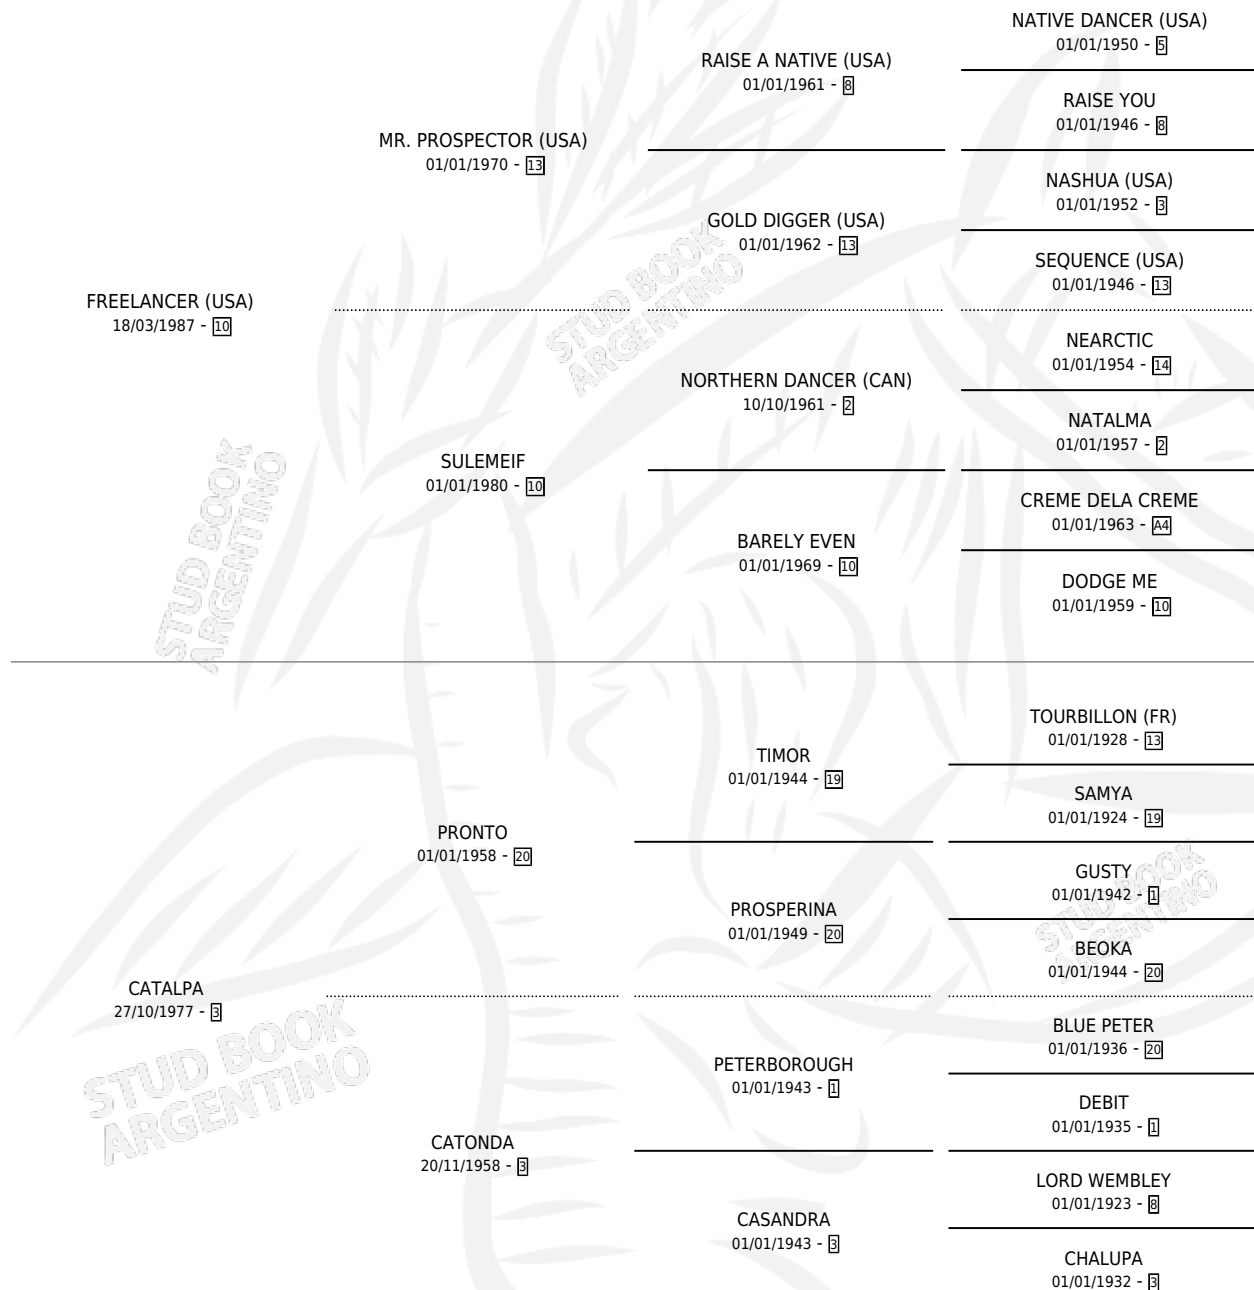 NATIVE DANCER (USA)
01/01/1950 - 5
RAISE A NATIVE (USA)
01/01/1961 - 8
RAISE YOU
01/01/1946 - 8
MR. PROSPECTOR (USA)
01/01/1970 - 13
NASHUA (USA)
01/01/1952 - 3
GOLD DIGGER (USA)
01/01/1962 - 13
SEQUENCE (USA)
01/01/1946 - 13
FREELANCER (USA)
18/03/1987 - 10
NEARCTIC
01/01/1954 - 14
NORTHERN DANCER (CAN)
10/10/1961 - 2
NATALMA
01/01/1957 - 2
SULEMEIF
01/01/1980 - 10
CREME DELA CREME
01/01/1963 - A4
BARELY EVEN
01/01/1969 - 10
DODGE ME
01/01/1959 - 10
TOURBILLON (FR)
01/01/1928 - 13
TIMOR
01/01/1944 - 19
SAMYA
01/01/1924 - 19
PRONTO
01/01/1958 - 20
GUSTY
01/01/1942 - 1
PROSPERINA
01/01/1949 - 20
BEOKA
01/01/1944 - 20
CATALPA
27/10/1977 - 3
BLUE PETER
01/01/1936 - 20
PETERBOROUGH
01/01/1943 - 1
DEBIT
01/01/1935 - 1
CATONDA
20/11/1958 - 3
LORD WEMBLEY
01/01/1923 - 8
CASANDRA
01/01/1943 - 3
CHALUPA
01/01/1932 - 3
STUD BOOK
ARGENTINO
STUD BOOK
ARGENTINO
STUD BOOK
ARGENTINO
STUD BOOK
ARGENTINO